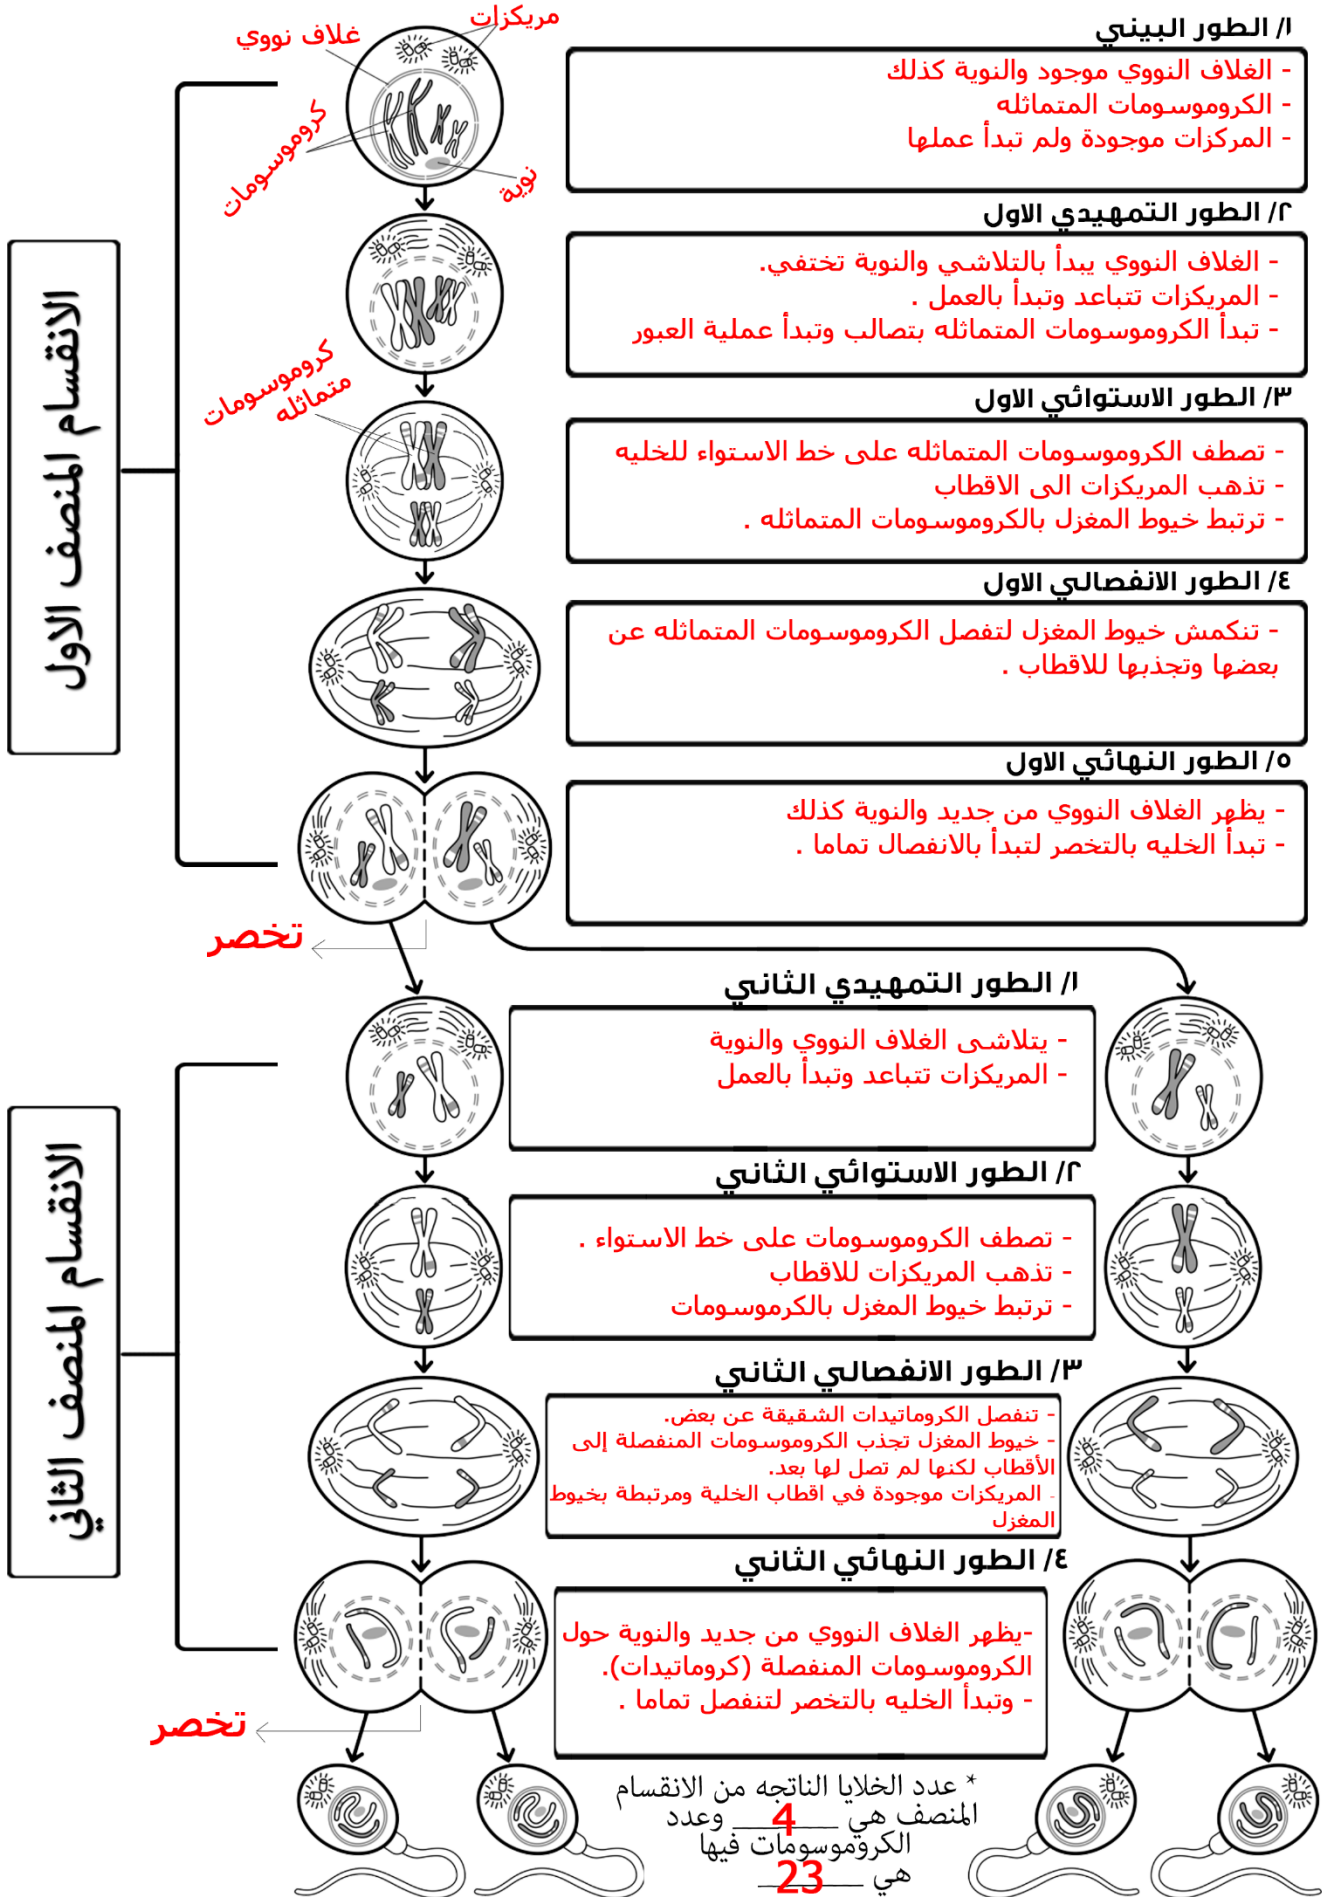 مريكزات
غلاف نووي
كروموسومات
نوية
١/ الطور البيني
- الغلاف النووي موجود والنوية كذلك
- الكروموسومات المتماثله
- المركزات موجودة ولم تبدأ عملها
٢/ الطور التمهيدي الاول
- الغلاف النووي يبدأ بالتلاشي والنوية تختفي.
- المريكزات تتباعد وتبدأ بالعمل .
- تبدأ الكروموسومات المتماثله بتصالب وتبدأ عملية العبور
٣/ الطور الاستوائي الاول
كروموسومات
متماثله
- تصطف الكروموسومات المتماثله على خط الاستواء للخليه
- تذهب المريكزات الى الاقطاب
- ترتبط خيوط المغزل بالكروموسومات المتماثله .
٤/ الطور الانفصالي الاول
- تنكمش خيوط المغزل لتفصل الكروموسومات المتماثله عن
بعضها وتجذبها للاقطاب .
٥/ الطور النهائي الاول
- يظهر الغلاف النووي من جديد والنوية كذلك
- تبدأ الخليه بالتخصر لتبدأ بالانفصال تماما .
تخصر
الانقسام المنصف الاول
١/ الطور التمهيدي الثاني
- يتلاشى الغلاف النووي والنوية
- المريكزات تتباعد وتبدأ بالعمل
٢/ الطور الاستوائي الثاني
- تصطف الكروموسومات على خط الاستواء .
- تذهب المريكزات للاقطاب
- ترتبط خيوط المغزل بالكرموسومات
٣/ الطور الانفصالي الثاني
- تنفصل الكروماتيدات الشقيقة عن بعض.
- خيوط المغزل تجذب الكروموسومات المنفصلة إلى
الأقطاب لكنها لم تصل لها بعد.
- المريكزات موجودة في اقطاب الخلية ومرتبطة بخيوط
المغزل
٤/ الطور النهائي الثاني
-يظهر الغلاف النووي من جديد والنوية حول
الكروموسومات المنفصلة (كروماتيدات).
- وتبدأ الخليه بالتخصر لتنفصل تماما .
تخصر
الانقسام المنصف الثاني
* عدد الخلايا الناتجه من الانقسام
المنصف هي 4 وعدد
الكروموسومات فيها
هي 23